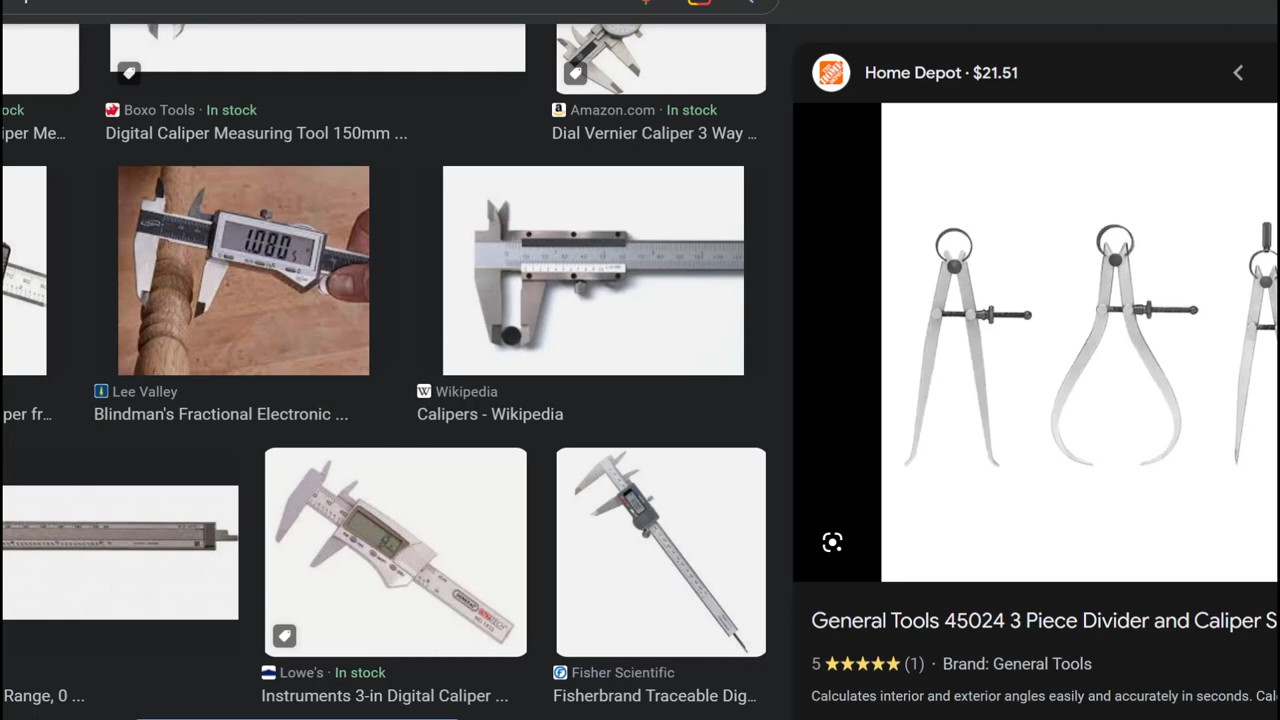 ock
Boxo Tools · In stock
Amazon.com · In stock
iper Me...
Digital Caliper Measuring Tool 150mm ...
Dial Vernier Caliper 3 Way ...
1.080
Lee Valley
Wikipedia
per fr...
Blindman's Fractional Electronic ...
Calipers - Wikipedia
Lowe's · In stock
Fisher Scientific
Range, 0 ...
Instruments 3-in Digital Caliper ...
Fisherbrand Traceable Dig...
Home Depot · $21.51
General Tools 45024 3 Piece Divider and Caliper S
5 ★★★★★ (1) · Brand: General Tools
Calculates interior and exterior angles easily and accurately in seconds. Cal